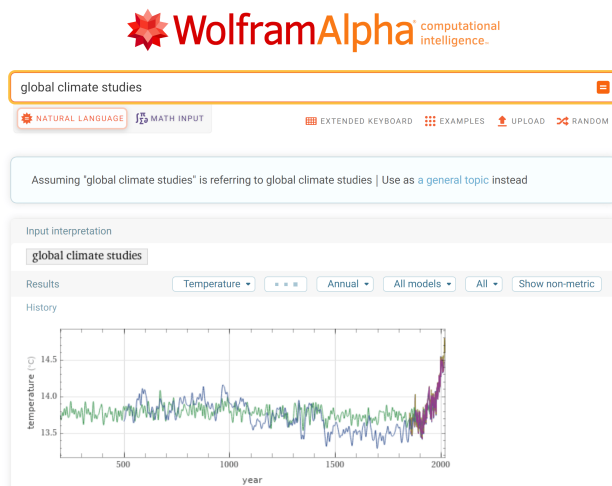 WolframAlpha computational intelligence.
global climate studies
NATURAL LANGUAGE MATH INPUT EXTENDED KEYBOARD EXAMPLES UPLOAD RANDOM
Assuming "global climate studies" is referring to global climate studies | Use as a general topic instead
Input interpretation
global climate studies
Results Temperature Annual All models All Show non-metric
History
temperature (°C)
14.5
14.0
13.5
500 1000 1500 2000
year